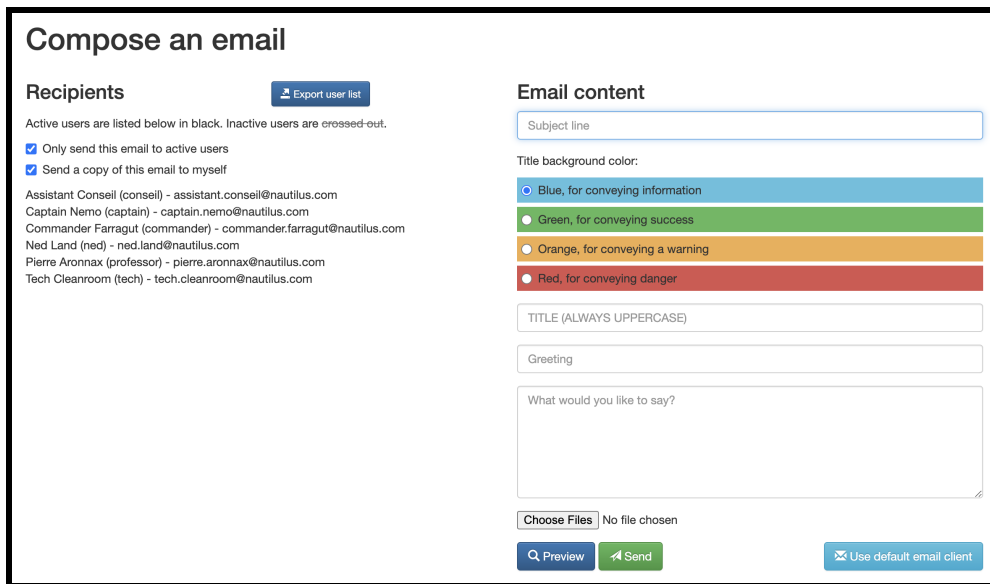 Compose an email
Recipients
Export user list
Active users are listed below in black. Inactive users are crossed out.
Only send this email to active users
Send a copy of this email to myself
Assistant Conseil (conseil) - assistant.conseil@nautilus.com
Captain Nemo (captain) - captain.nemo@nautilus.com
Commander Farragut (commander) - commander.farragut@nautilus.com
Ned Land (ned) - ned.land@nautilus.com
Pierre Aronnax (professor) - pierre.aronnax@nautilus.com
Tech Cleanroom (tech) - tech.cleanroom@nautilus.com
Email content
Subject line
Title background color:
Blue, for conveying information
Green, for conveying success
Orange, for conveying a warning
Red, for conveying danger
TITLE (ALWAYS UPPERCASE)
Greeting
What would you like to say?
Choose Files No file chosen
Preview
Send
Use default email client